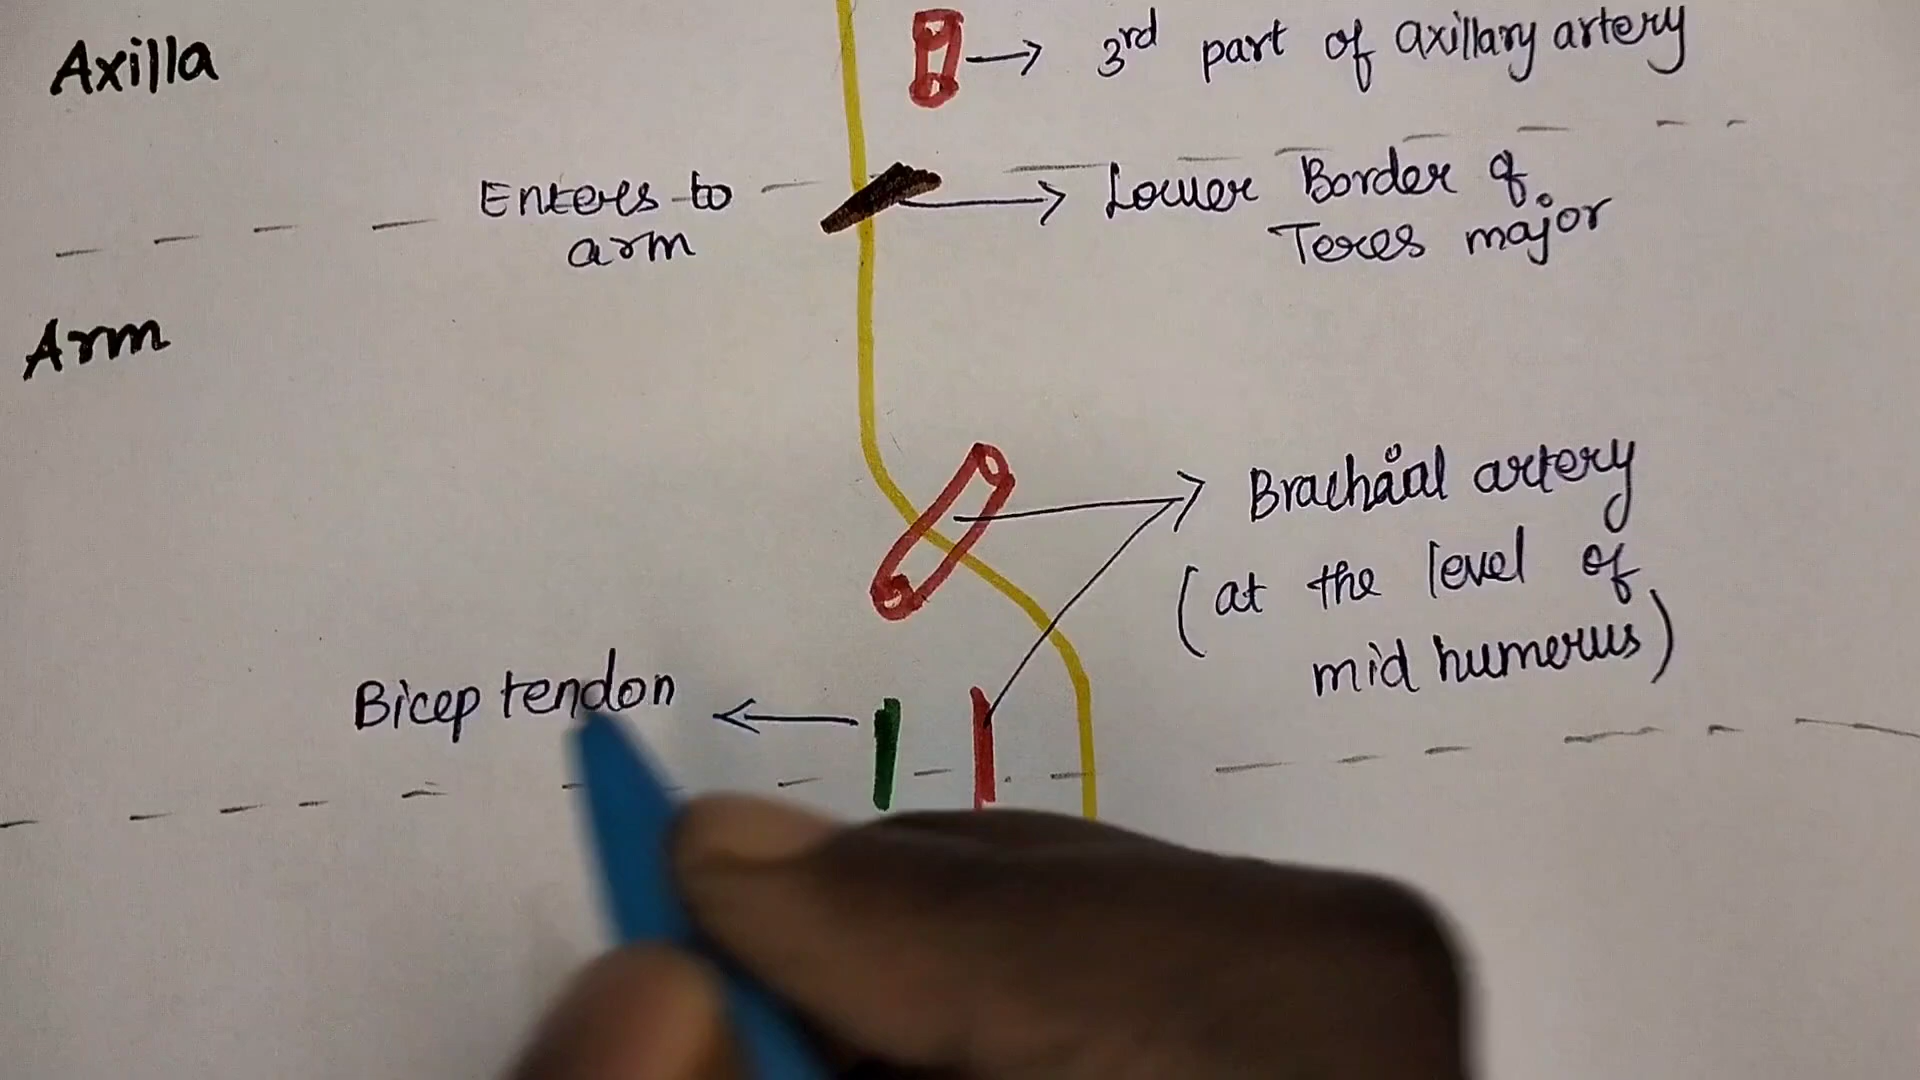 Axilla
3rd part of axillary artery
Enters to
arm
Lower Border of
Teres major
Arm
Brachial artery
(at the level of
mid humerus)
Bicep tendon